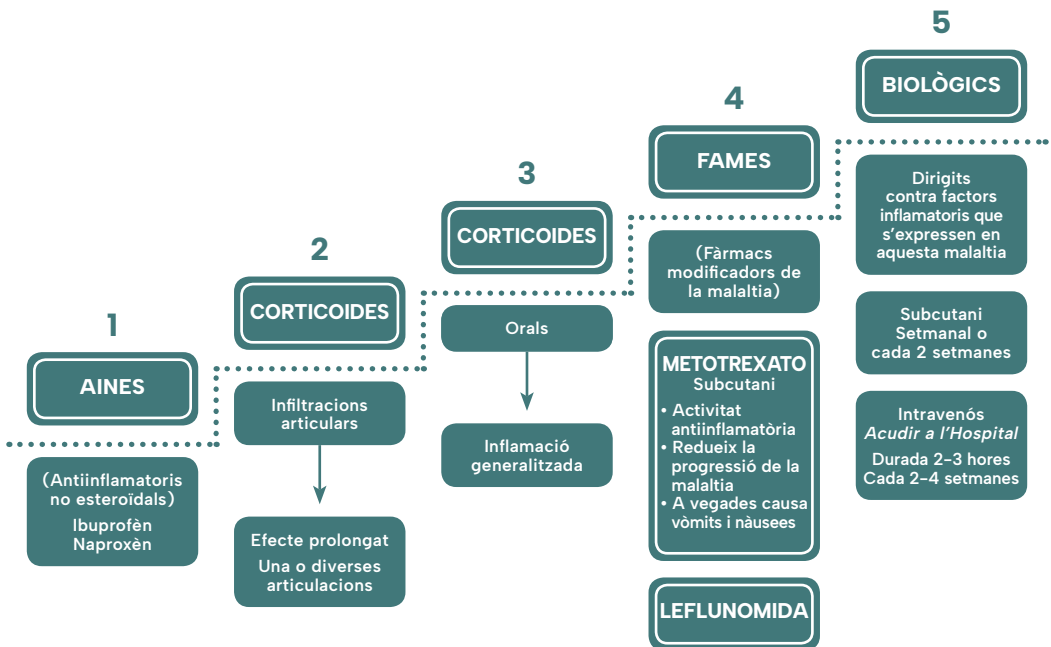 1
AINES
(Antiinflamatoris
no esteroïdals)
Ibuprofèn
Naproxèn
2
CORTICOIDES
Infiltracions
articulars
Efecte prolongat
Una o diverses
articulacions
3
CORTICOIDES
Orals
Inflamació
generalitzada
4
FAMES
(Fàrmacs
modificadors de
la malaltia)
METOTREXATO
Subcutani
• Activitat
antiinflamatòria
• Redueix la
progressió de la
malaltia
• A vegades causa
vòmits i nàusees
LEFLUNOMIDA
5
BIOLÒGICS
Dirigits
contra factors
inflamatoris que
s’expressen en
aquesta malaltia
Subcutani
Setmanal o
cada 2 setmanes
Intravenós
Acudir a l’Hospital
Durada 2-3 hores
Cada 2-4 setmanes